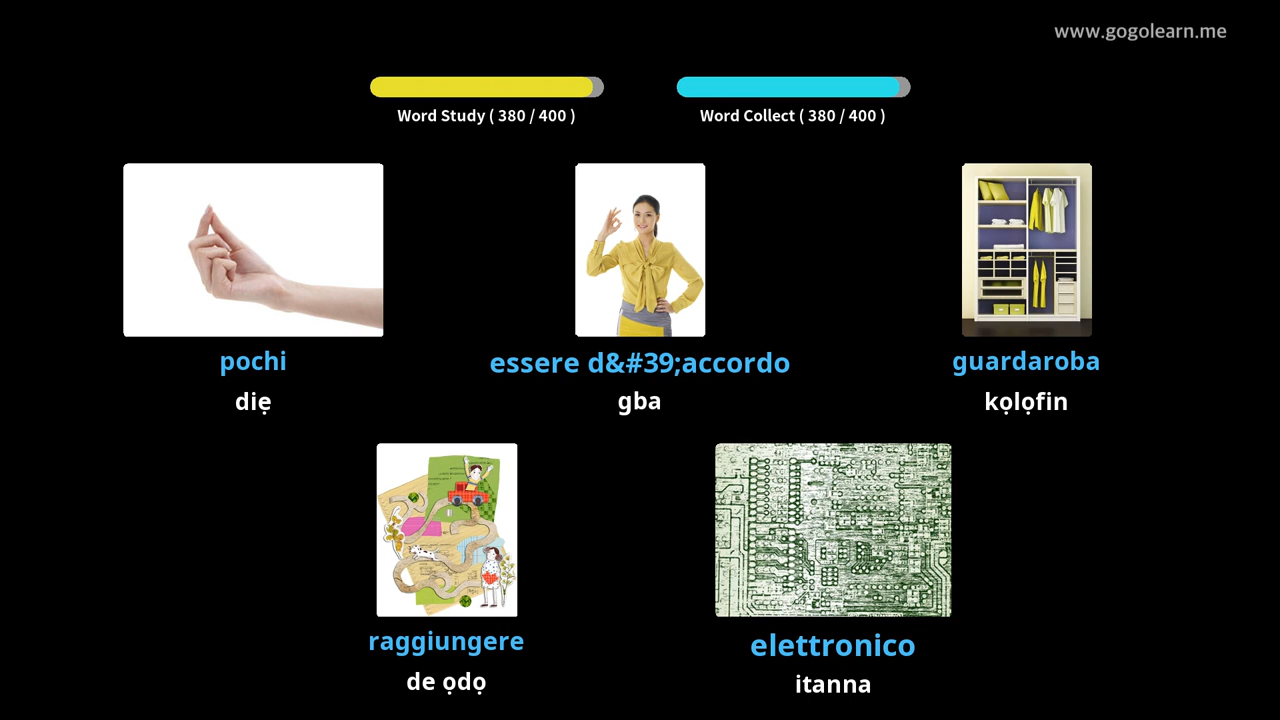 www.gogolearn.me
Word Study ( 380 / 400 )
Word Collect ( 380 / 400 )
pochi
essere d&#39;accordo
guardaroba
diẹ
gba
kọlọfin
raggiungere
elettronico
de ọdọ
itanna